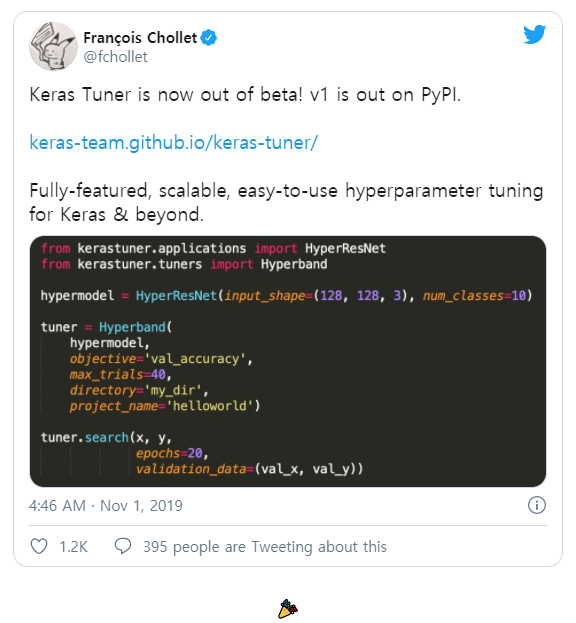 François Chollet
@fchollet
Keras Tuner is now out of beta! v1 is out on PyPI.
keras-team.github.io/keras-tuner/
Fully-featured, scalable, easy-to-use hyperparameter tuning
for Keras & beyond.
from kerastuner.applications import HyperResNet
from kerastuner.tuners import Hyperband
hypermodel = HyperResNet(input_shape=(128, 128, 3), num_classes=10)
tuner = Hyperband(
    hypermodel,
    objective='val_accuracy',
    max_trials=40,
    directory='my_dir',
    project_name='helloworld')
tuner.search(x, y,
             epochs=20,
             validation_data=(val_x, val_y))
4:46 AM · Nov 1, 2019
1.2K 395 people are Tweeting about this